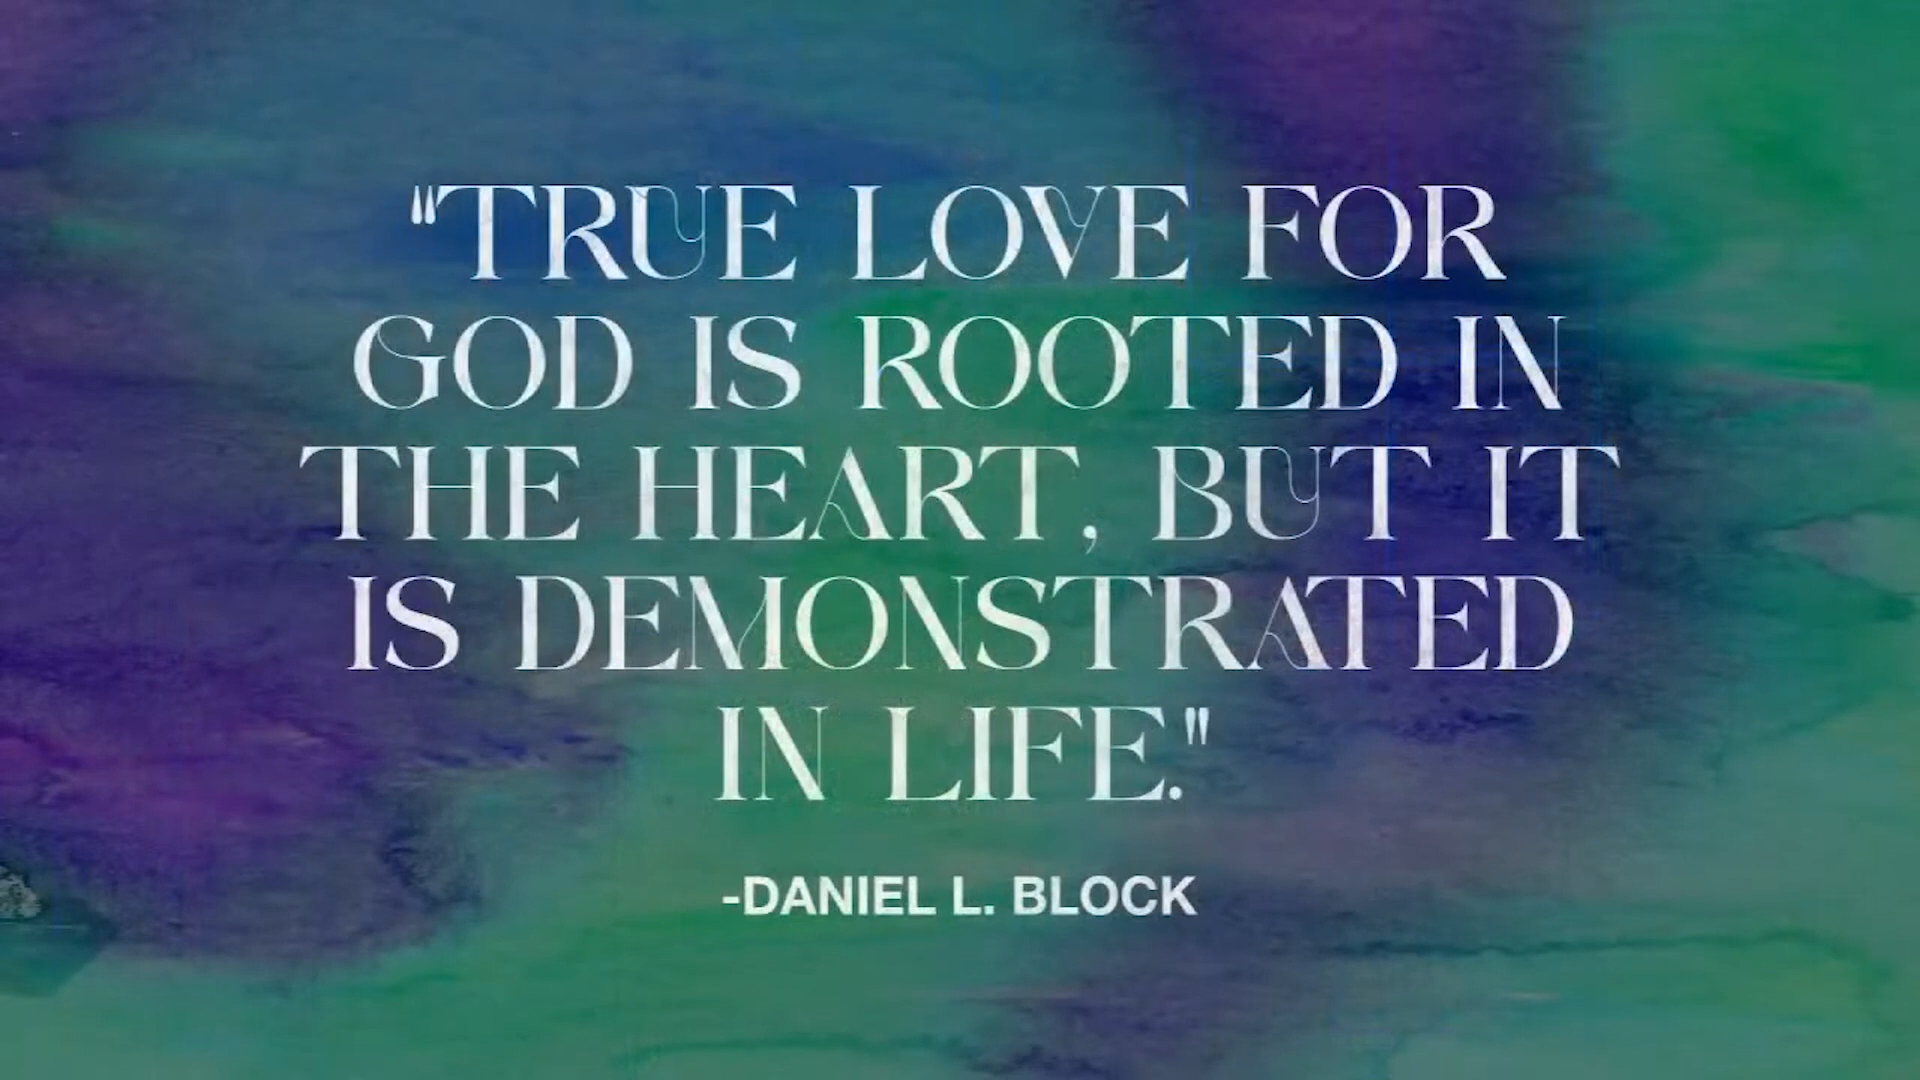 "TRUE LOVE FOR
GOD IS ROOTED IN
THE HEART, BUT IT
IS DEMONSTRATED
IN LIFE."
-DANIEL L. BLOCK